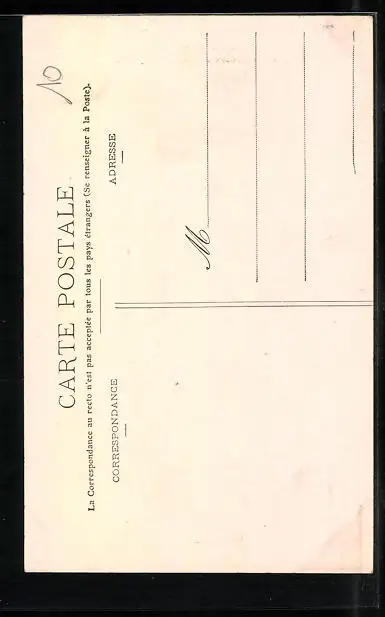 10
CARTE POSTALE
La Correspondance au recto n'est pas acceptée par tous les pays étrangers (Se renseigner à la Poste).
CORRESPONDANCE
ADRESSE
M